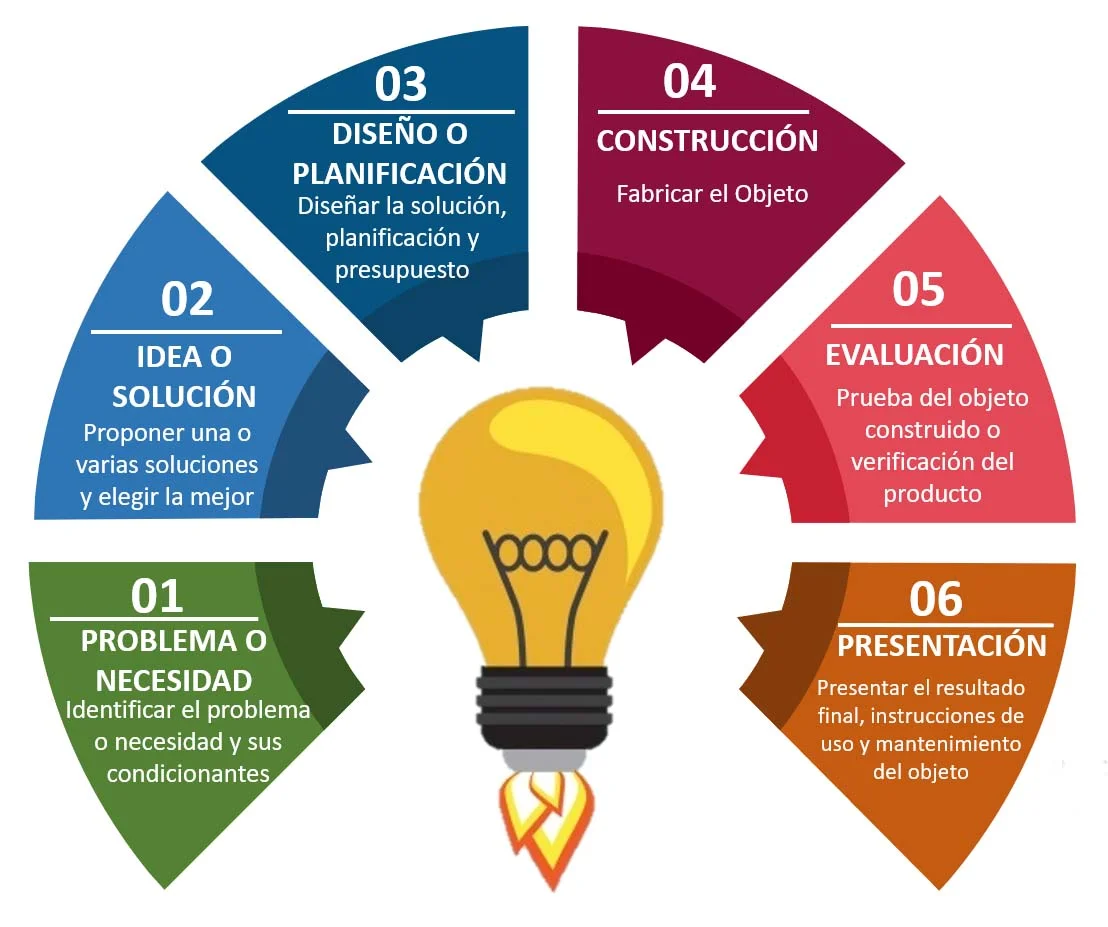 01
PROBLEMA O
NECESIDAD
Identificar el problema
o necesidad y sus
condicionantes
02
IDEA O
SOLUCIÓN
Proponer una o
varias soluciones
y elegir la mejor
03
DISEÑO O
PLANIFICACIÓN
Diseñar la solución,
planificación y
presupuesto
04
CONSTRUCCIÓN
Fabricar el Objeto
05
EVALUACIÓN
Prueba del objeto
construido o
verificación del
producto
06
PRESENTACIÓN
Presentar el resultado
final, instrucciones de
uso y mantenimiento
del objeto